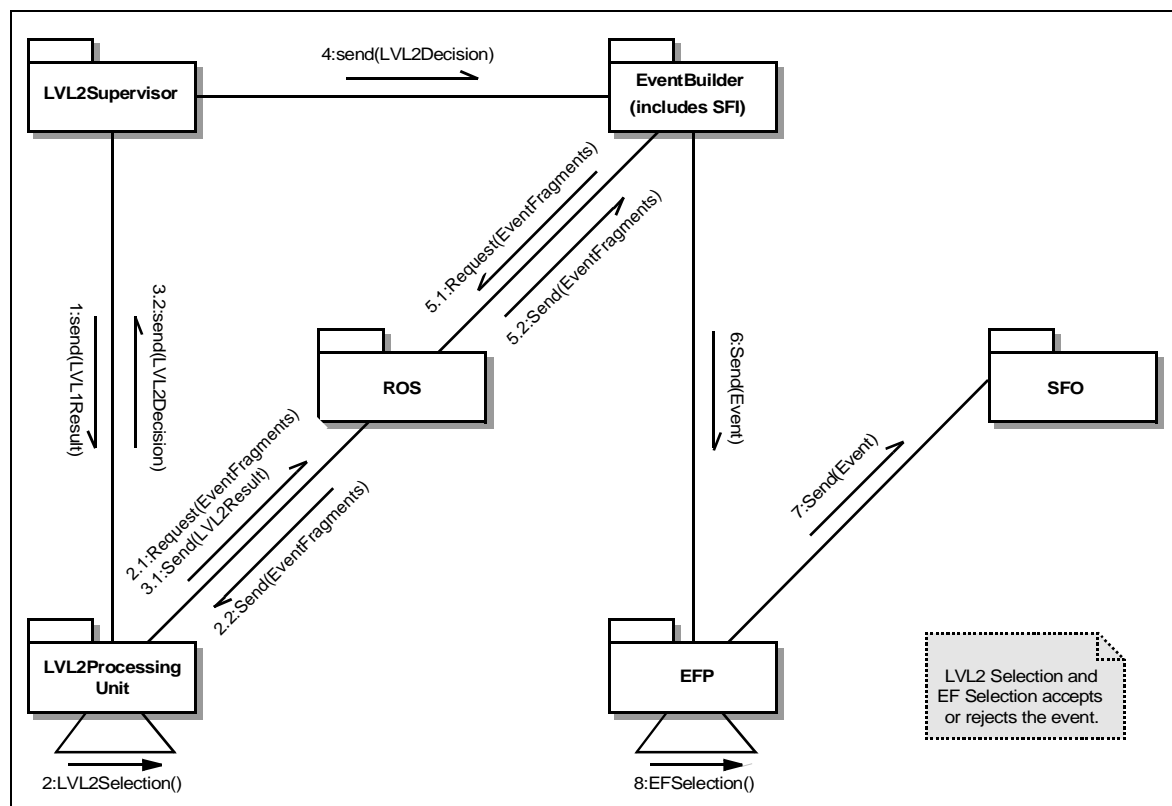 4:send(LVL2Decision)
LVL2Supervisor
EventBuilder
(includes SFI)
5.1:Request(EventFragments)
5.2:Send(EventFragments)
1:send(LVL1Result)
3.2:send(LVL2Decision)
6:Send(Event)
ROS
SFO
7:Send(Event)
2.1:Request(EventFragments)
3.1:Send(LVL2Result)
2.2:Send(EventFragments)
LVL2Processing
Unit
EFP
LVL2 Selection and
EF Selection accepts
or rejects the event.
2:LVL2Selection()
8:EFSelection()